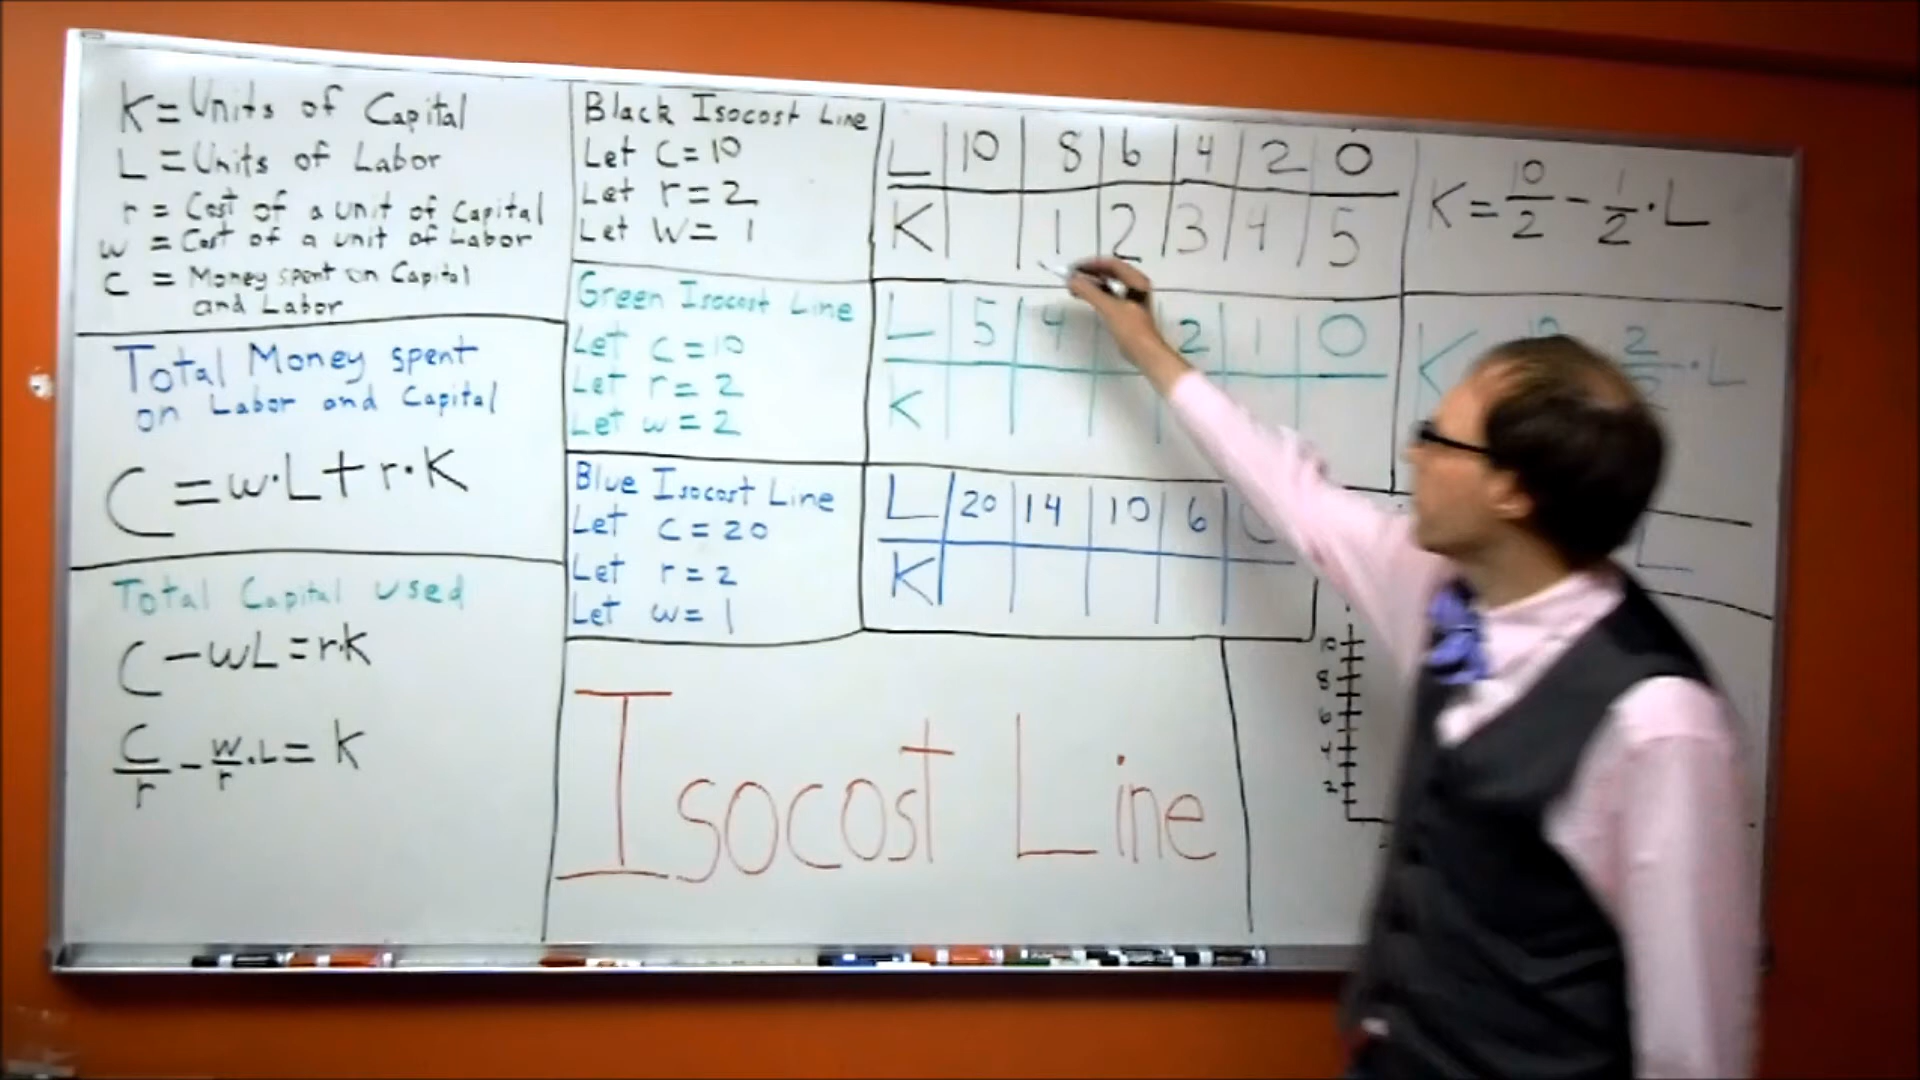 K = Units of Capital
L = Units of Labor
r = Cost of a unit of Capital
w = Cost of a unit of Labor
C = Money spent on Capital
and Labor
Total Money spent
on Labor and Capital
C = w·L + r·K
Total Capital used
C - wL = r·K
C/r - w/r·L = K
Black Isocost Line
Let C = 10
Let r = 2
Let W = 1
Green Isocost Line
Let C = 10
Let r = 2
Let w = 2
Blue Isocost Line
Let C = 20
Let r = 2
Let w = 1
L 10 8 6 4 2 0
K 1 2 3 4 5
K = 10/2 - 1/2·L
L 5 4 2 1 0
K
K 2 ·L
L 20 14 10 6
K
L
Isocost Line
10
8
6
4
2